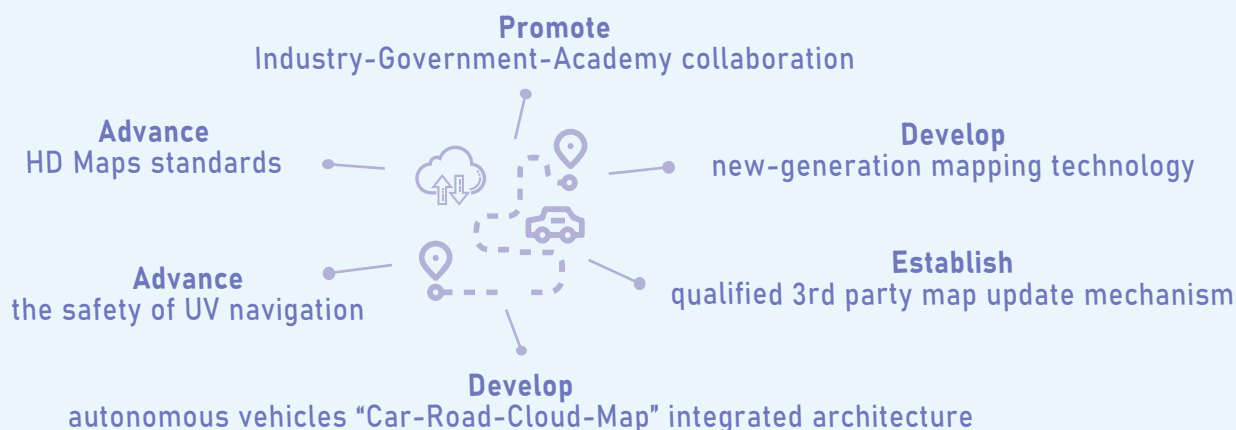 Promote
Industry-Government-Academy collaboration
Advance
HD Maps standards
Develop
new-generation mapping technology
Advance
the safety of UV navigation
Establish
qualified 3rd party map update mechanism
Develop
autonomous vehicles “Car-Road-Cloud-Map” integrated architecture